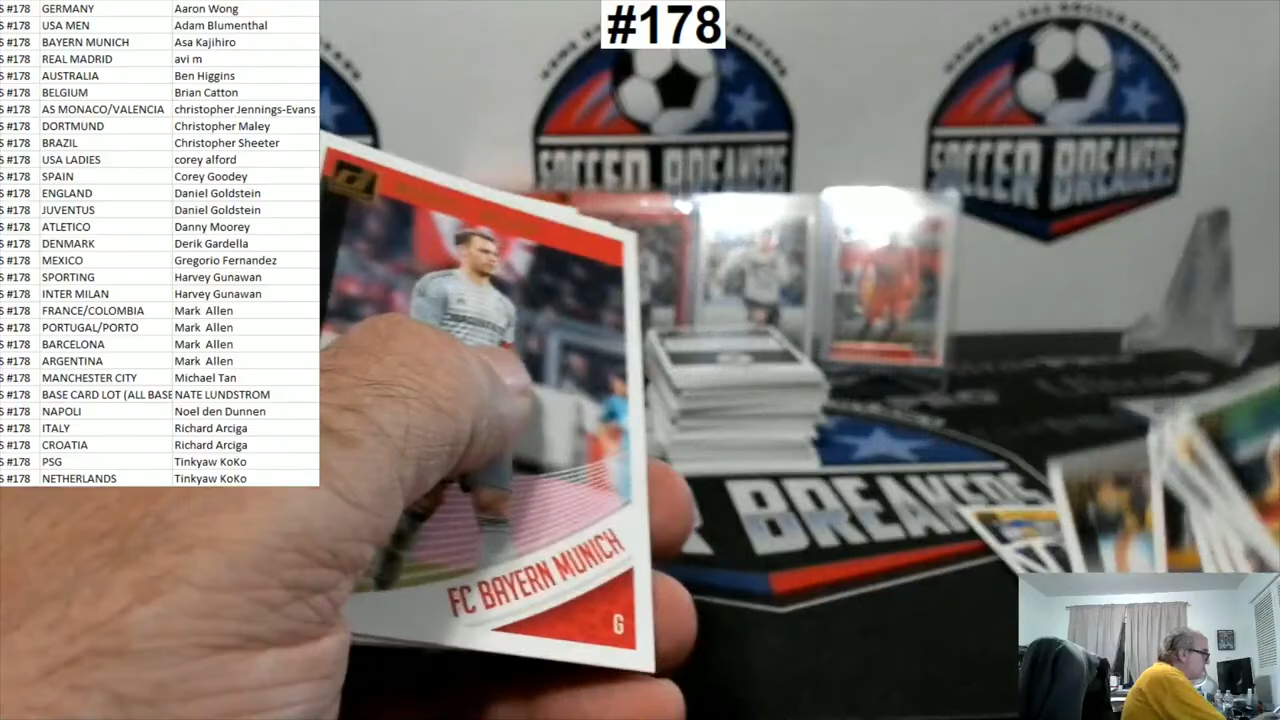 S #178 GERMANY Aaron Wong
S #178 USA MEN Adam Blumenthal
S #178 BAYERN MUNICH Asa Kajihiro
S #178 REAL MADRID avi m
S #178 AUSTRALIA Ben Higgins
S #178 BELGIUM Brian Catton
S #178 AS MONACO/VALENCIA christopher Jennings-Evans
S #178 DORTMUND Christopher Maley
S #178 BRAZIL Christopher Sheeter
S #178 USA LADIES corey alford
S #178 SPAIN Corey Goodey
S #178 ENGLAND Daniel Goldstein
S #178 JUVENTUS Daniel Goldstein
S #178 ATLETICO Danny Moorey
S #178 DENMARK Derik Gardella
S #178 MEXICO Gregorio Fernandez
S #178 SPORTING Harvey Gunawan
S #178 INTER MILAN Harvey Gunawan
S #178 FRANCE/COLOMBIA Mark Allen
S #178 PORTUGAL/PORTO Mark Allen
S #178 BARCELONA Mark Allen
S #178 ARGENTINA Mark Allen
S #178 MANCHESTER CITY Michael Tan
S #178 BASE CARD LOT (ALL BASE NATE LUNDSTROM
S #178 NAPOLI Noel den Dunnen
S #178 ITALY Richard Arciga
S #178 CROATIA Richard Arciga
S #178 PSG Tinkyaw KoKo
S #178 NETHERLANDS Tinkyaw KoKo
#178
SOCCER BREAKERS
SOCCER BREAKERS
FC BAYERN MUNICH
G
BREAKERS